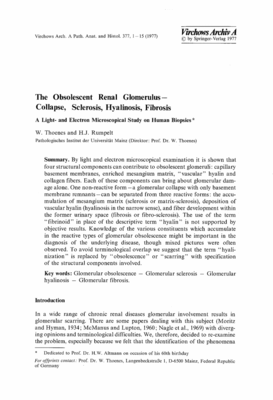 Virchows Arch. A Path. Anat. and Histol. 377, 1—15 (1977)
Virchows Archiv A
© by Springer-Verlag 1977
The Obsolescent Renal Glomerulus—
Collapse, Sclerosis, Hyalinosis, Fibrosis
A Light- and Electron Microscopical Study on Human Biopsies*
W. Thoenes and H.J. Rumpelt
Pathologisches Institut der Universität Mainz (Direktor: Prof. Dr. W. Thoenes)
Summary. By light and electron microscopical examination it is shown that
four structural components can contribute to obsolescent glomeruli: capillary
basement membranes, enriched mesangium matrix, "vascular" hyalin and
collagen fibers. Each of these components can bring about glomerular dam-
age alone. One non-reactive form—a glomerular collapse with only basement
membrane remnants—can be separated from three reactive forms: the accu-
mulation of mesangium matrix (sclerosis or matrix-sclerosis), deposition of
vascular hyalin (hyalinosis in the narrow sense), and fiber development within
the former urinary space (fibrosis or fibro-sclerosis). The use of the term
"fibrinoid" in place of the descriptive term "hyalin" is not supported by
objective results. Knowledge of the various constituents which accumulate
in the reactive types of glomerular obsolescence might be important in the
diagnosis of the underlying disease, though mixed pictures were often
observed. To avoid terminological overlap we suggest that the term "hyali-
nization" is replaced by "obsolescence" or "scarring" with specification
of the structural components involved.
Key words: Glomerular obsolescence — Glomerular sclerosis — Glomerular
hyalinosis — Glomerular fibrosis.
Introduction
In a wide range of chronic renal diseases glomerular involvement results in
glomerular scarring. There are some papers dealing with this subject (Moritz
and Hyman, 1934; McManus and Lupton, 1960; Nagle et al., 1969) with diverg-
ing opinions and terminological difficulties. We, therefore, decided to re-examine
the problem, especially because we felt that the identification of the phenomena
* Dedicated to Prof. Dr. H.W. Altmann on occasion of his 60th birthday
For offprints contact: Prof. Dr. W. Thoenes, Langenbeckstraße 1, D-6500 Mainz, Federal Republic
of Germany